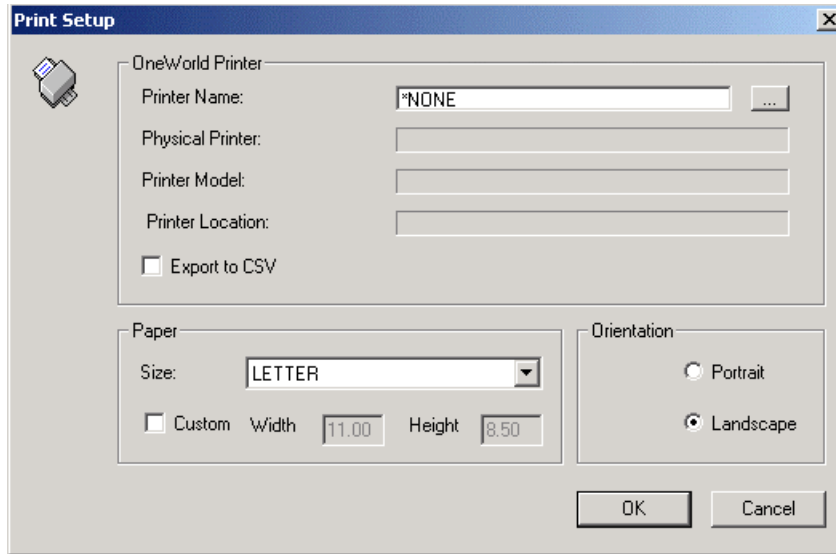 Print Setup
OneWorld Printer
Printer Name: *NONE ...
Physical Printer:
Printer Model:
Printer Location:
Export to CSV
Paper
Size: LETTER
Custom Width 11.00 Height 8.50
Orientation
Portrait
Landscape
OK Cancel